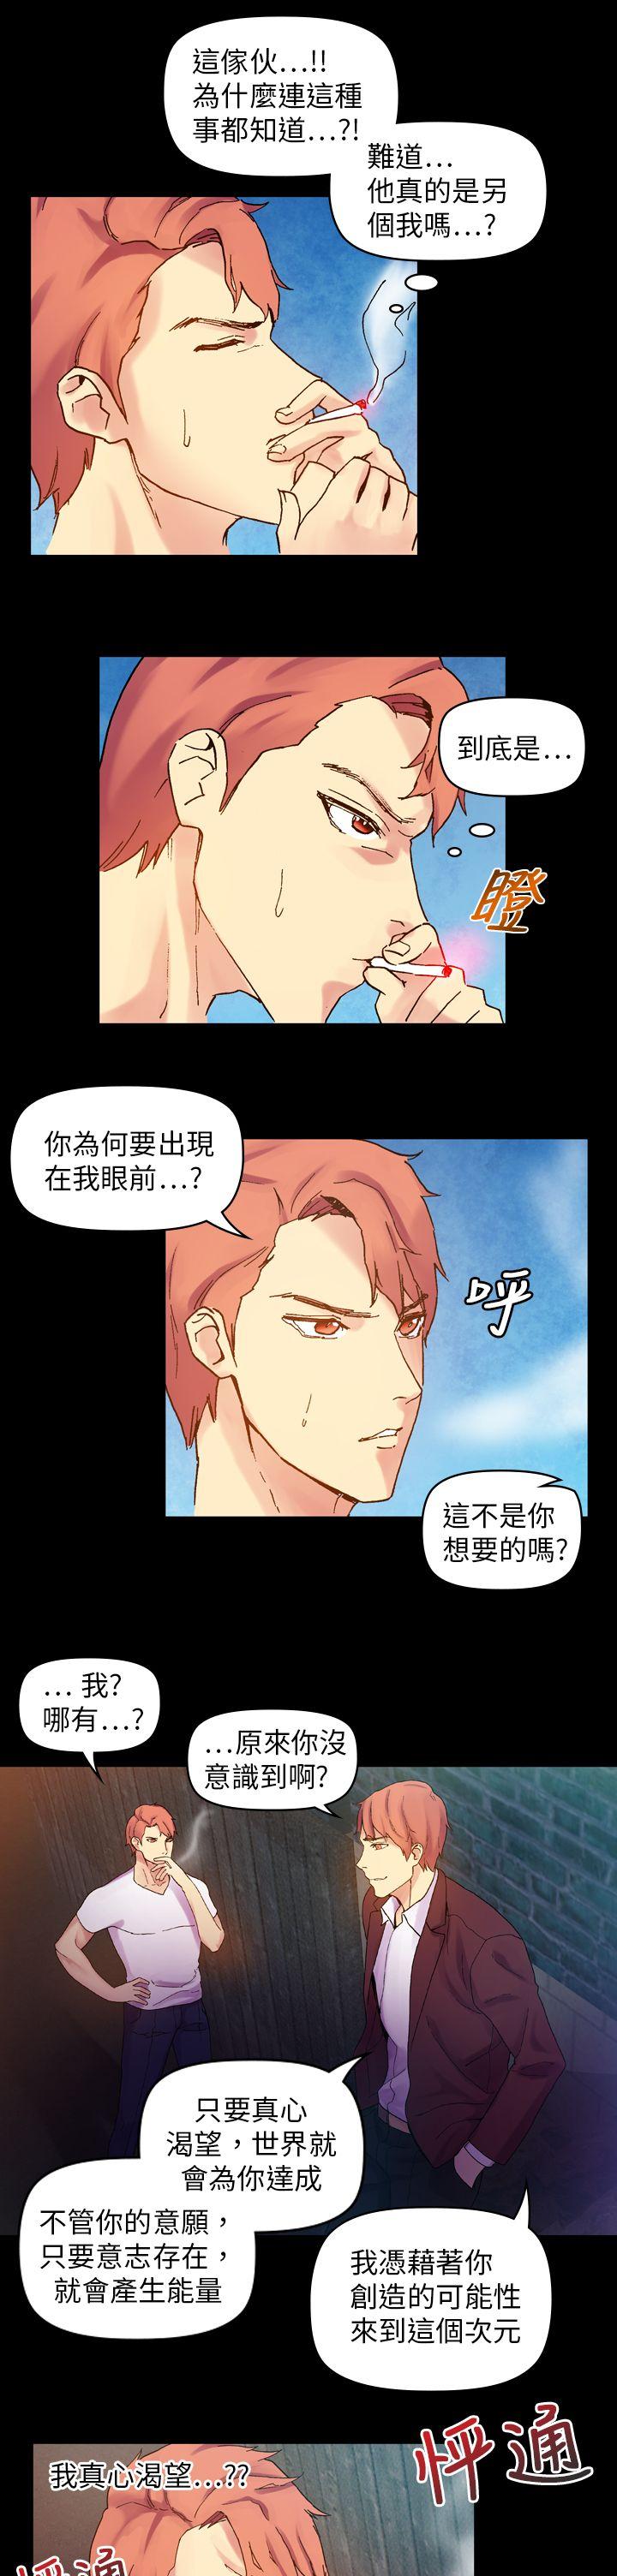 這傢伙...!!
為什麼連這種
事都知道...?!
難道...
他真的是另
個我嗎...?
到底是...
瞪
你為何要出現
在我眼前...?
呼
這不是你
想要的嗎?
... 我?
哪有...?
...原來你沒
意識到啊?
只要真心
渴望，世界就
會為你達成
不管你的意願，
只要意志存在，
就會產生能量
我憑藉著你
創造的可能性
來到這個次元
怦通
我真心渴望...??
怦通